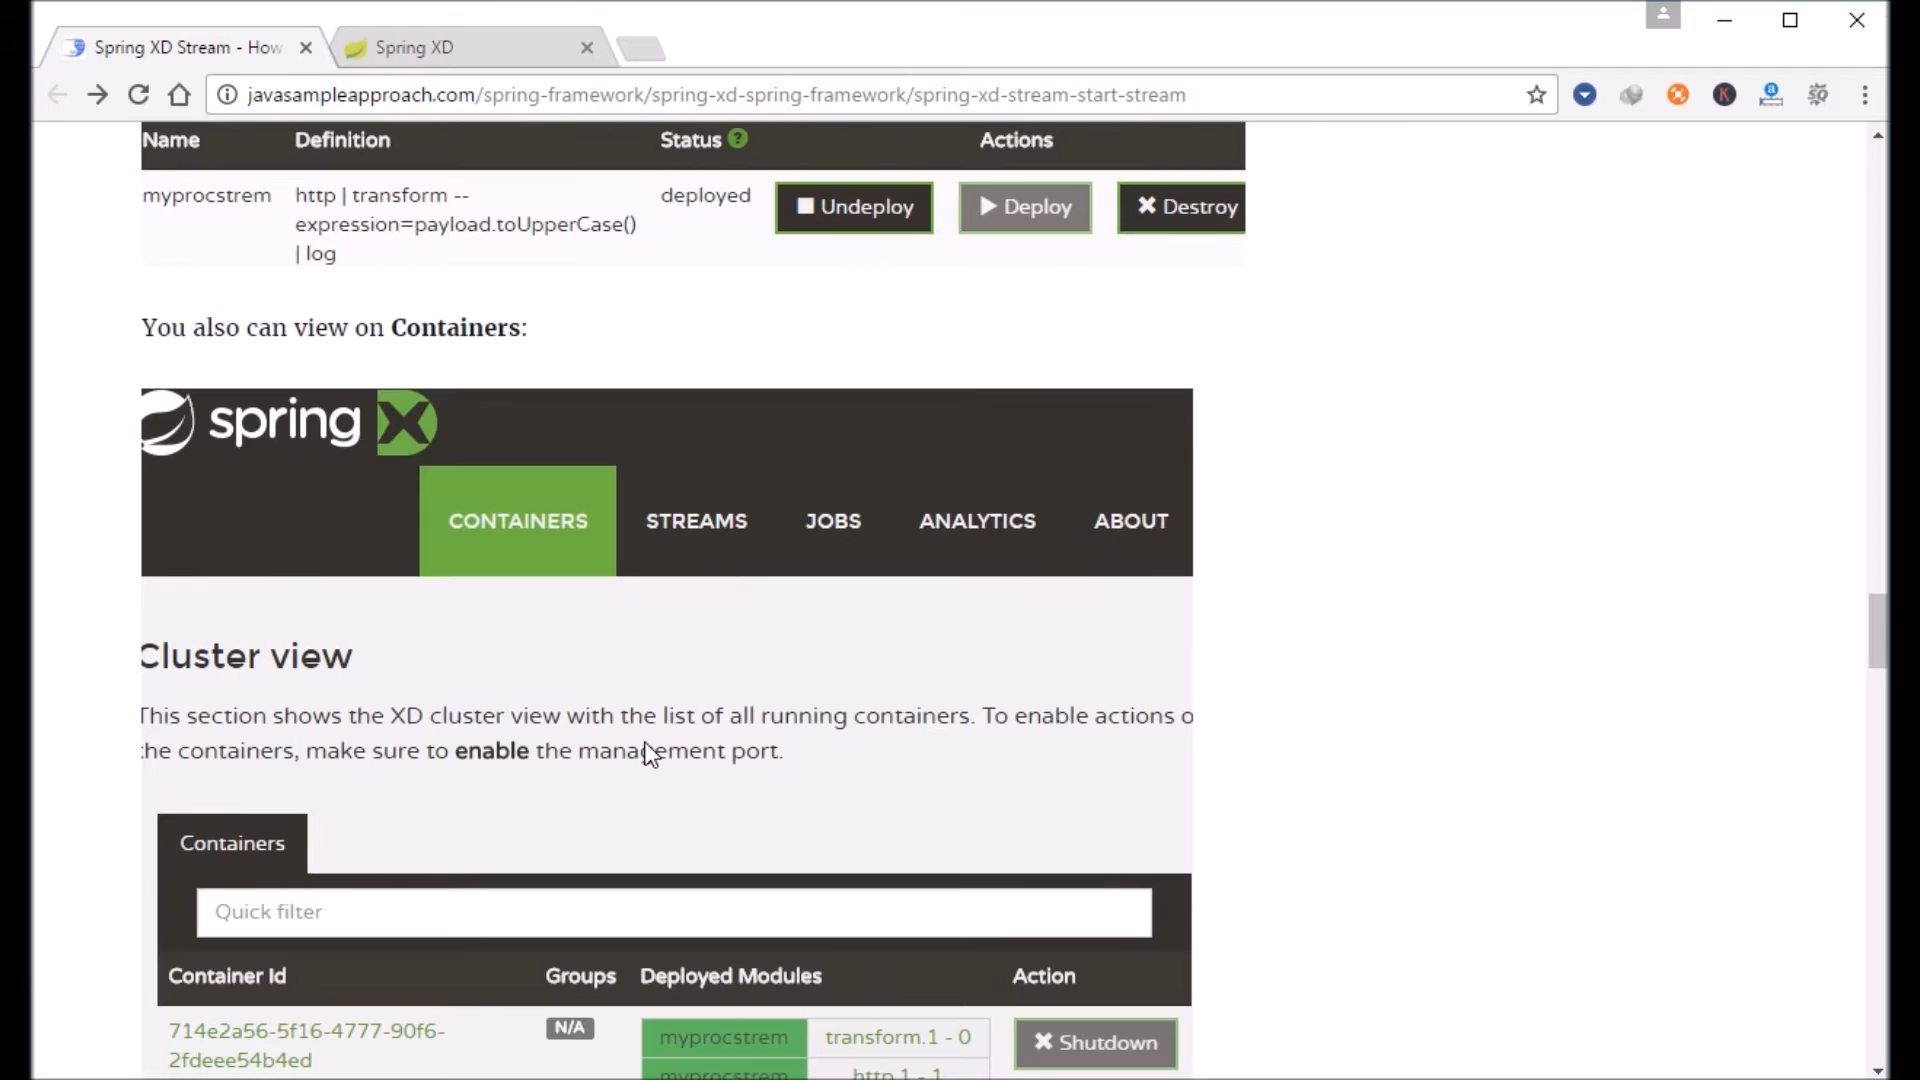 Spring XD Stream - How
Spring XD
javasampleapproach.com/spring-framework/spring-xd-spring-framework/spring-xd-stream-start-stream
Name Definition Status ? Actions
myprocstrem http | transform -- deployed Undeploy Deploy Destroy
expression=payload.toUpperCase()
| log
You also can view on Containers:
spring X
CONTAINERS STREAMS JOBS ANALYTICS ABOUT
Cluster view
This section shows the XD cluster view with the list of all running containers. To enable actions o
the containers, make sure to enable the management port.
Containers
Quick filter
Container Id Groups Deployed Modules Action
714e2a56-5f16-4777-90f6- N/A myprocstrem transform.1 - 0 Shutdown
2fdeee54b4ed
myprocstrem http.1 - 1